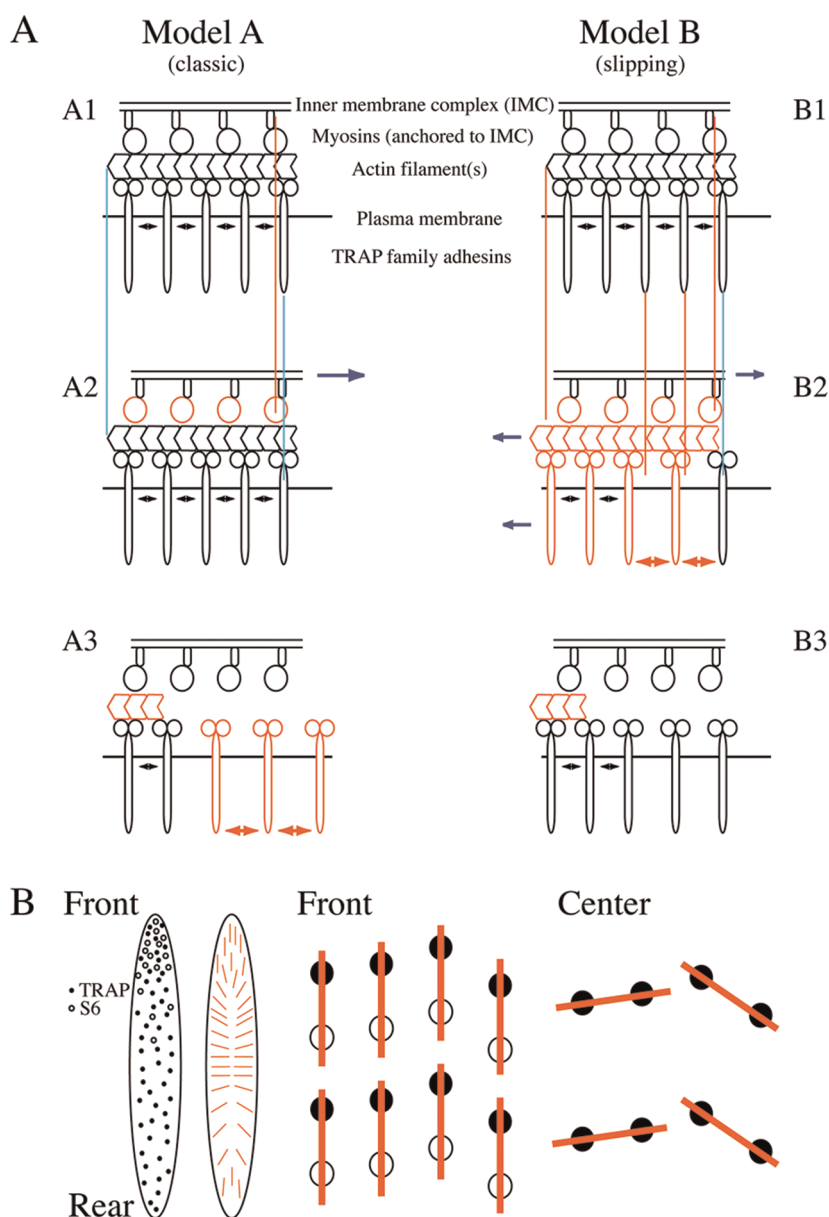 A
Model A
(classic)
Model B
(slipping)
A1
Inner membrane complex (IMC)
B1
Myosins (anchored to IMC)
Actin filament(s)
Plasma membrane
TRAP family adhesins
A2
B2
A3
B3
B
Front
Front
Center
TRAP
S6
Rear